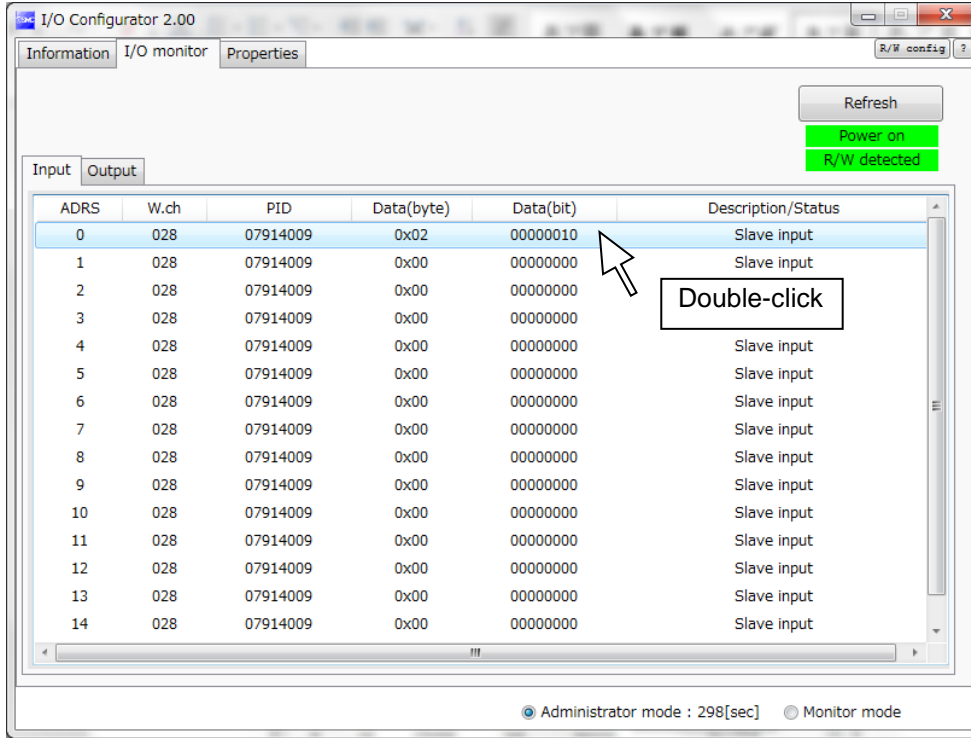 I/O Configurator 2.00
Information I/O monitor Properties R/W config ?
Refresh
Power on
R/W detected
Input Output
ADRS W.ch PID Data(byte) Data(bit) Description/Status
0 028 07914009 0x02 00000010 Slave input
1 028 07914009 0x00 00000000 Slave input
2 028 07914009 0x00 00000000
3 028 07914009 0x00 00000000
Double-click
4 028 07914009 0x00 00000000 Slave input
5 028 07914009 0x00 00000000 Slave input
6 028 07914009 0x00 00000000 Slave input
7 028 07914009 0x00 00000000 Slave input
8 028 07914009 0x00 00000000 Slave input
9 028 07914009 0x00 00000000 Slave input
10 028 07914009 0x00 00000000 Slave input
11 028 07914009 0x00 00000000 Slave input
12 028 07914009 0x00 00000000 Slave input
13 028 07914009 0x00 00000000 Slave input
14 028 07914009 0x00 00000000 Slave input
Administrator mode : 298[sec] Monitor mode